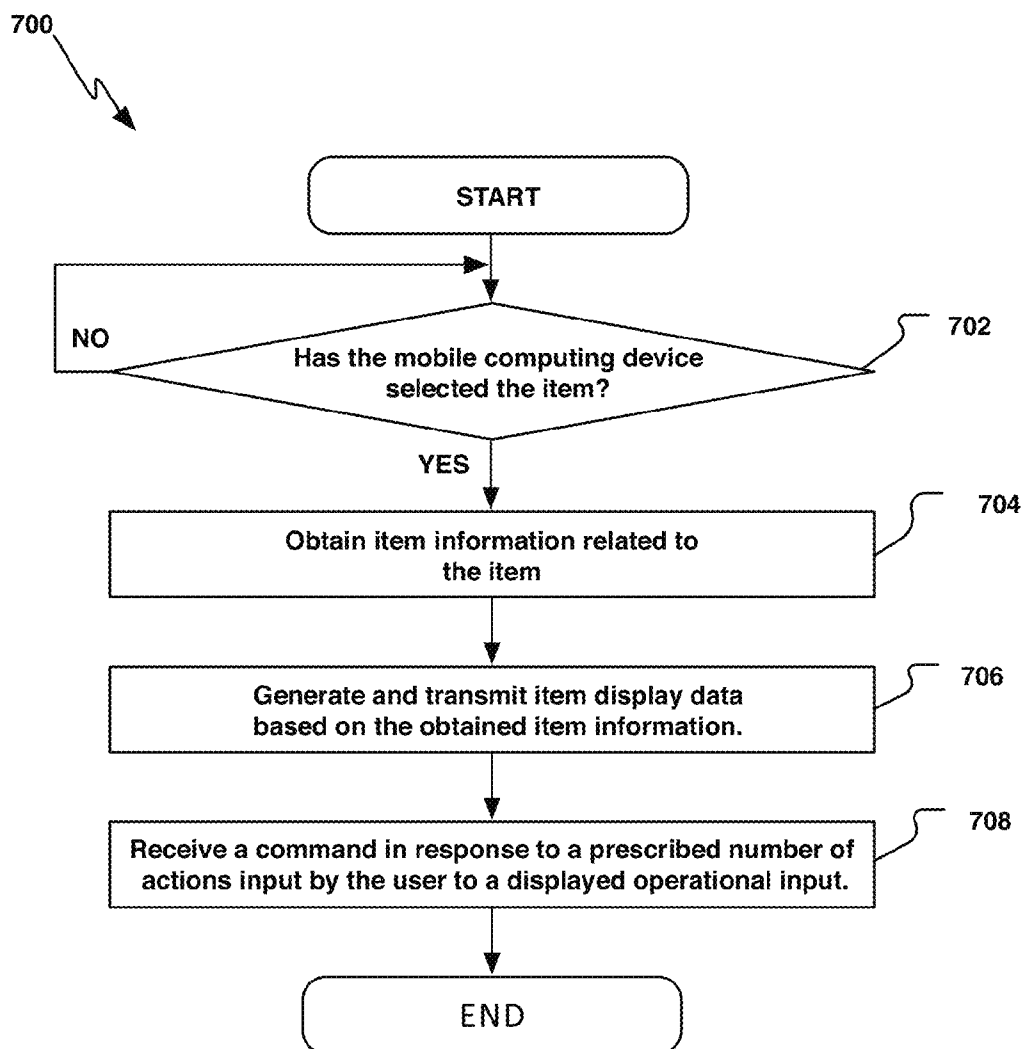 700
START
NO
Has the mobile computing device
selected the item?
702
YES
704
Obtain item information related to
the item
706
Generate and transmit item display data
based on the obtained item information.
708
Receive a command in response to a prescribed number of
actions input by the user to a displayed operational input.
END